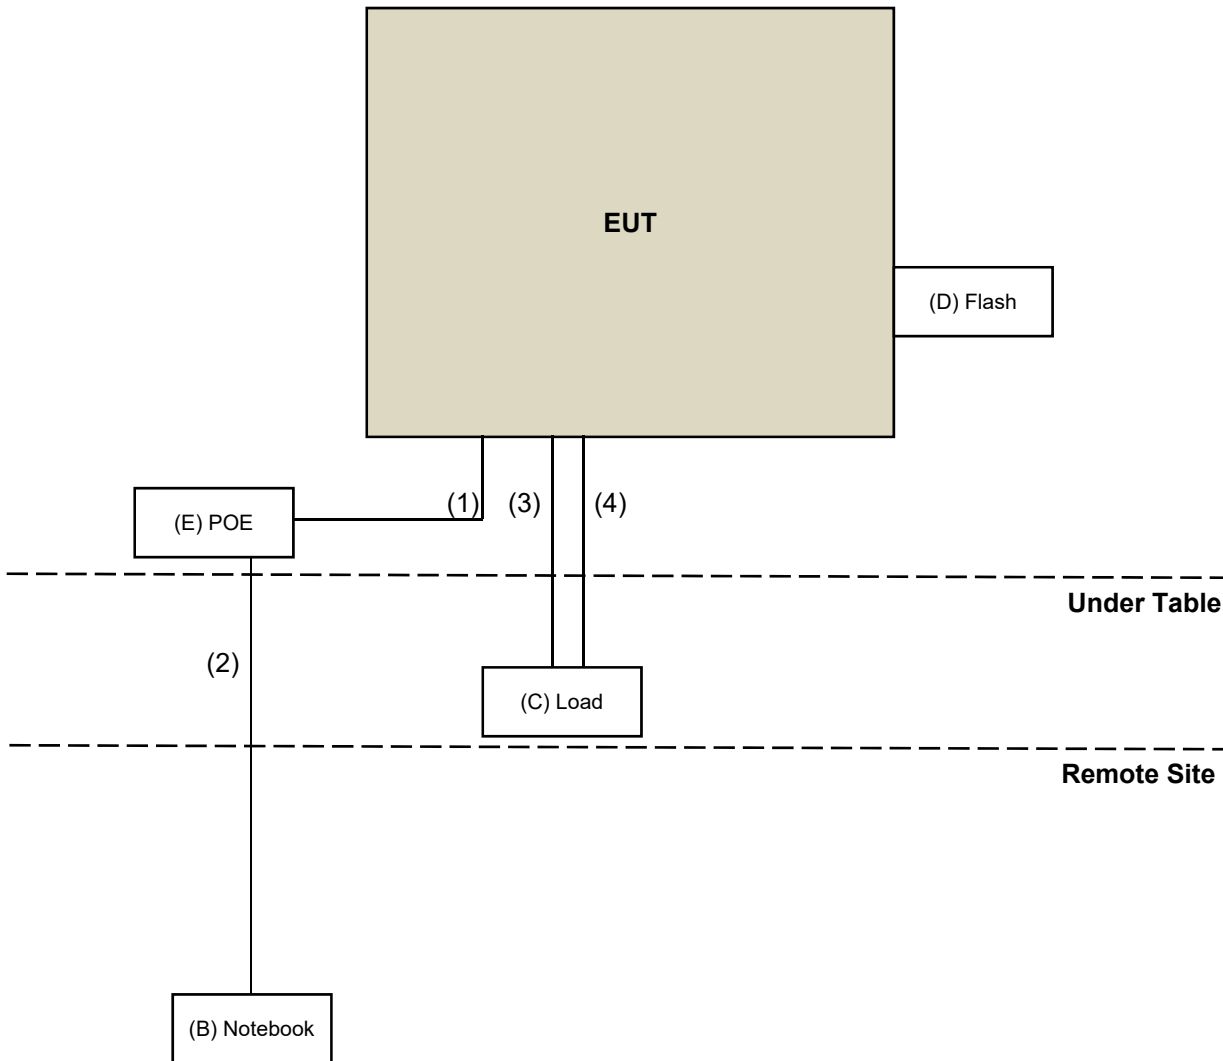 EUT
(D) Flash
(1)
(3)
(4)
(E) POE
Under Table
(2)
(C) Load
Remote Site
(B) Notebook